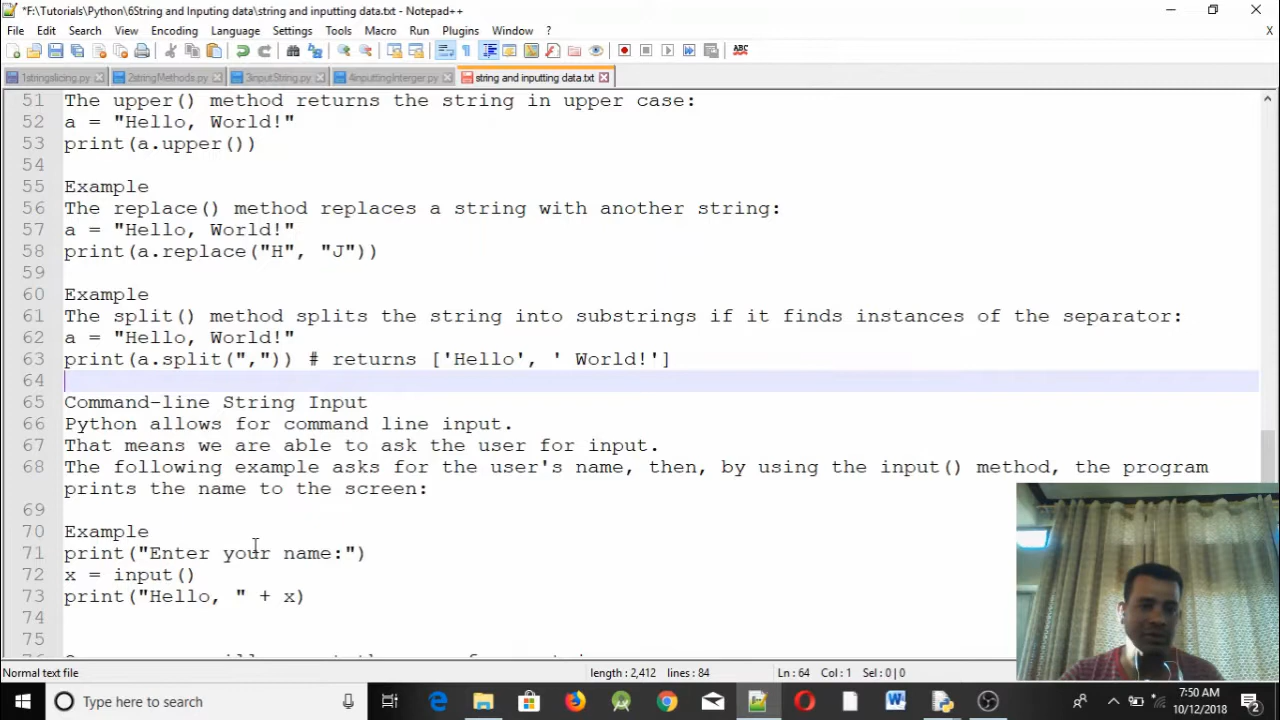 *F:\Tutorials\Python\6String and Inputing data\string and inputting data.txt - Notepad++
File Edit Search View Encoding Language Settings Tools Macro Run Plugins Window ? X
1stringslicing.py 2stringMethods.py 3inputString.py 4inputtingInterger.py string and inputting data.txt
51 The upper() method returns the string in upper case:
52 a = "Hello, World!"
53 print(a.upper())
54
55 Example
56 The replace() method replaces a string with another string:
57 a = "Hello, World!"
58 print(a.replace("H", "J"))
59
60 Example
61 The split() method splits the string into substrings if it finds instances of the separator:
62 a = "Hello, World!"
63 print(a.split(",")) # returns ['Hello', ' World!']
64
65 Command-line String Input
66 Python allows for command line input.
67 That means we are able to ask the user for input.
68 The following example asks for the user's name, then, by using the input() method, the program
prints the name to the screen:
69
70 Example
71 print("Enter your name:")
72 x = input()
73 print("Hello, " + x)
74
75
Normal text file length : 2,412 lines : 84 Ln : 64 Col : 1 Sel : 0 | 0
Type here to search 7:50 AM
10/12/2018